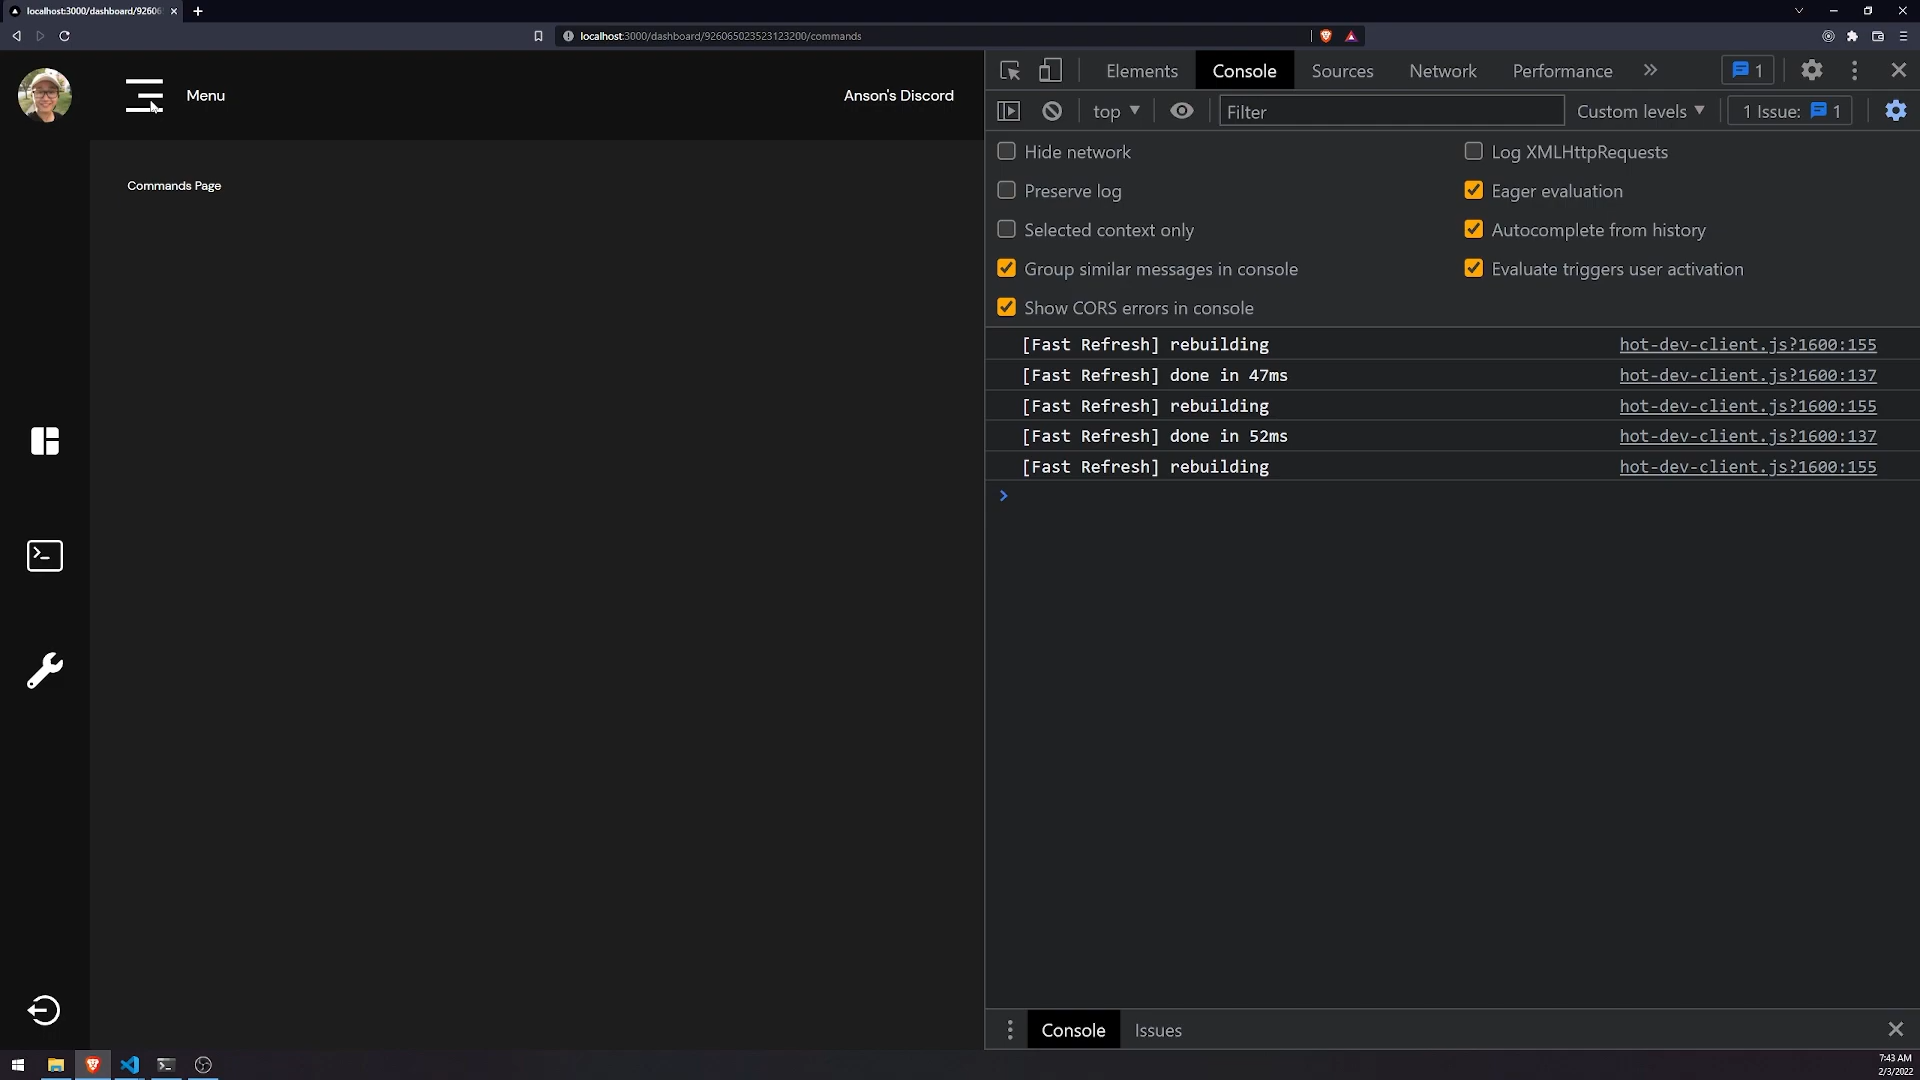 localhost:3000/dashboard/92606
localhost:3000/dashboard/926065023523123200/commands
Menu
Anson's Discord
Commands Page
Elements
Console
Sources
Network
Performance
1
top
Filter
Custom levels
1 Issue: 1
Hide network
Log XMLHttpRequests
Preserve log
Eager evaluation
Selected context only
Autocomplete from history
Group similar messages in console
Evaluate triggers user activation
Show CORS errors in console
[Fast Refresh] rebuilding hot-dev-client.js?1600:155
[Fast Refresh] done in 47ms hot-dev-client.js?1600:137
[Fast Refresh] rebuilding hot-dev-client.js?1600:155
[Fast Refresh] done in 52ms hot-dev-client.js?1600:137
[Fast Refresh] rebuilding hot-dev-client.js?1600:155
Console
Issues
7:43 AM
2/3/2022